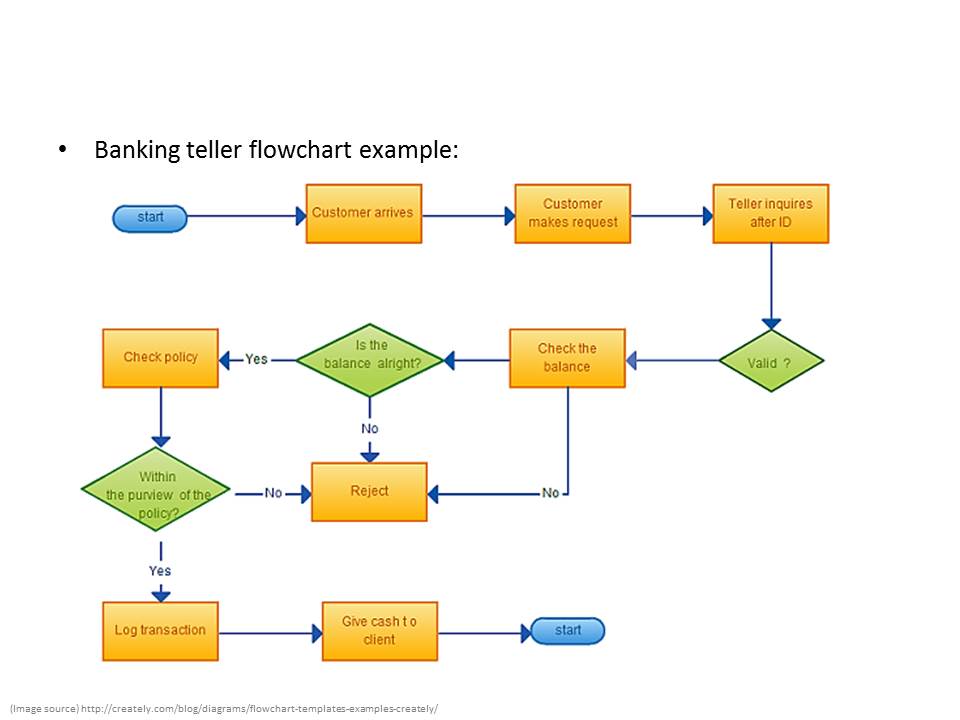 • Banking teller flowchart example:
start
Customer arrives
Customer
makes request
Teller inquires
after ID
Valid ?
Check the
balance
Is the
balance alright?
Yes
Check policy
No
Within
the purview of the
policy?
No
Reject
No
Yes
Log transaction
Give cash t o
client
start
(Image source) http://creately.com/blog/diagrams/flowchart-templates-examples-creately/